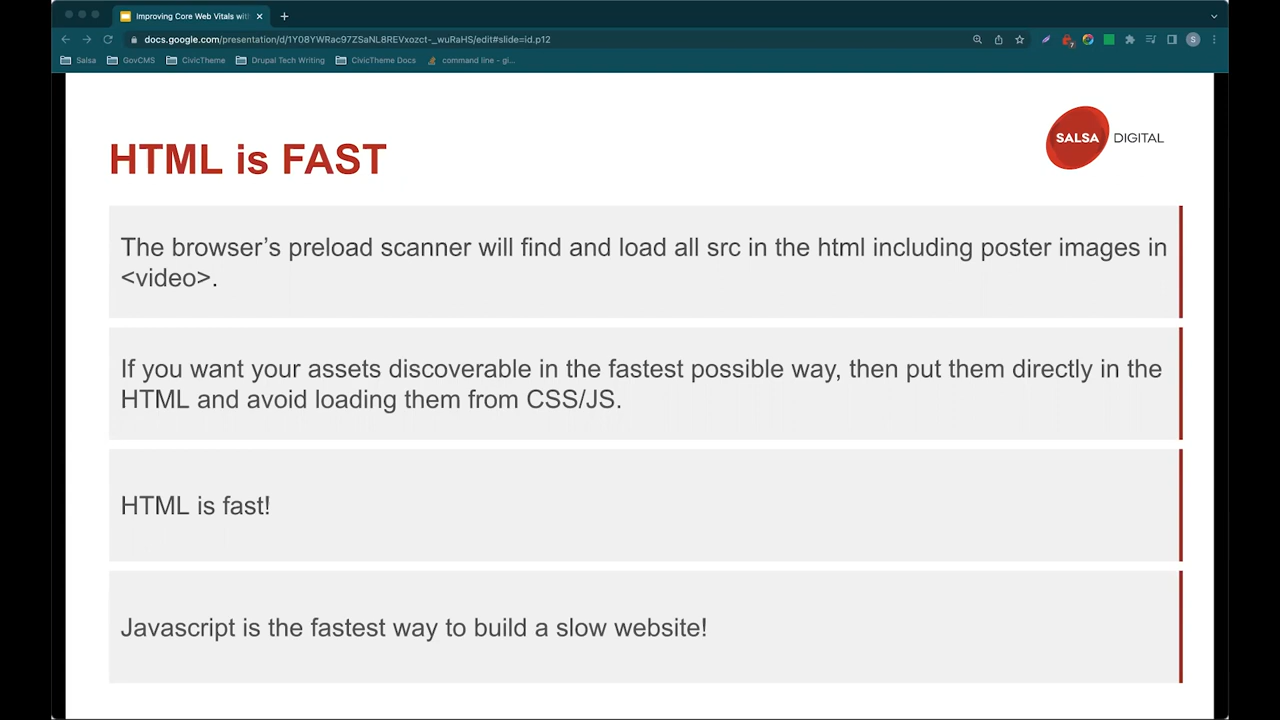 Improving Core Web Vitals with
docs.google.com/presentation/d/1Y08YWRac97ZSaNL8REVxozct-_wuRaHS/edit#slide=id.p12
Salsa GovCMS CivicTheme Drupal Tech Writing CivicTheme Docs command line - gi...
SALSA DIGITAL
HTML is FAST
The browser’s preload scanner will find and load all src in the html including poster images in
<video>.
If you want your assets discoverable in the fastest possible way, then put them directly in the
HTML and avoid loading them from CSS/JS.
HTML is fast!
Javascript is the fastest way to build a slow website!